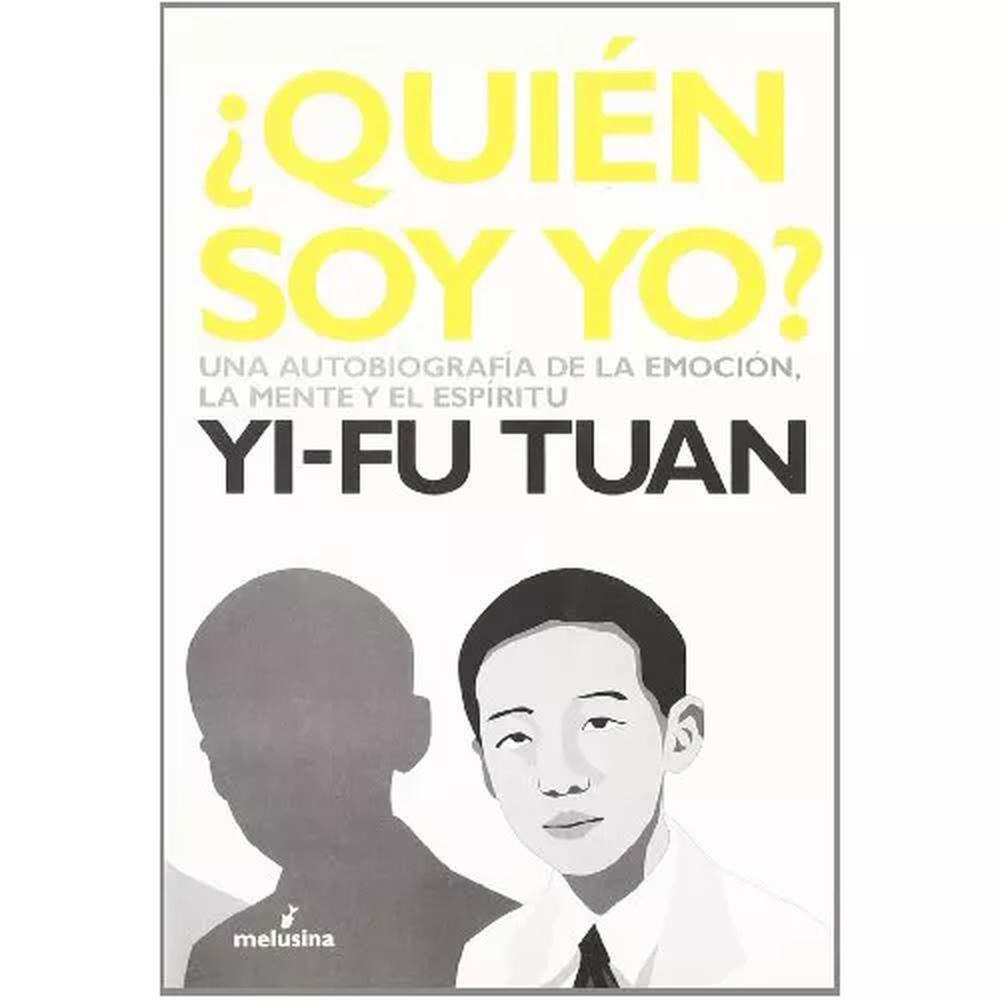 ¿QUIÉN
SOY YO?
UNA AUTOBIOGRAFÍA DE LA EMOCIÓN,
LA MENTE Y EL ESPÍRITU
YI-FU TUAN
melusina